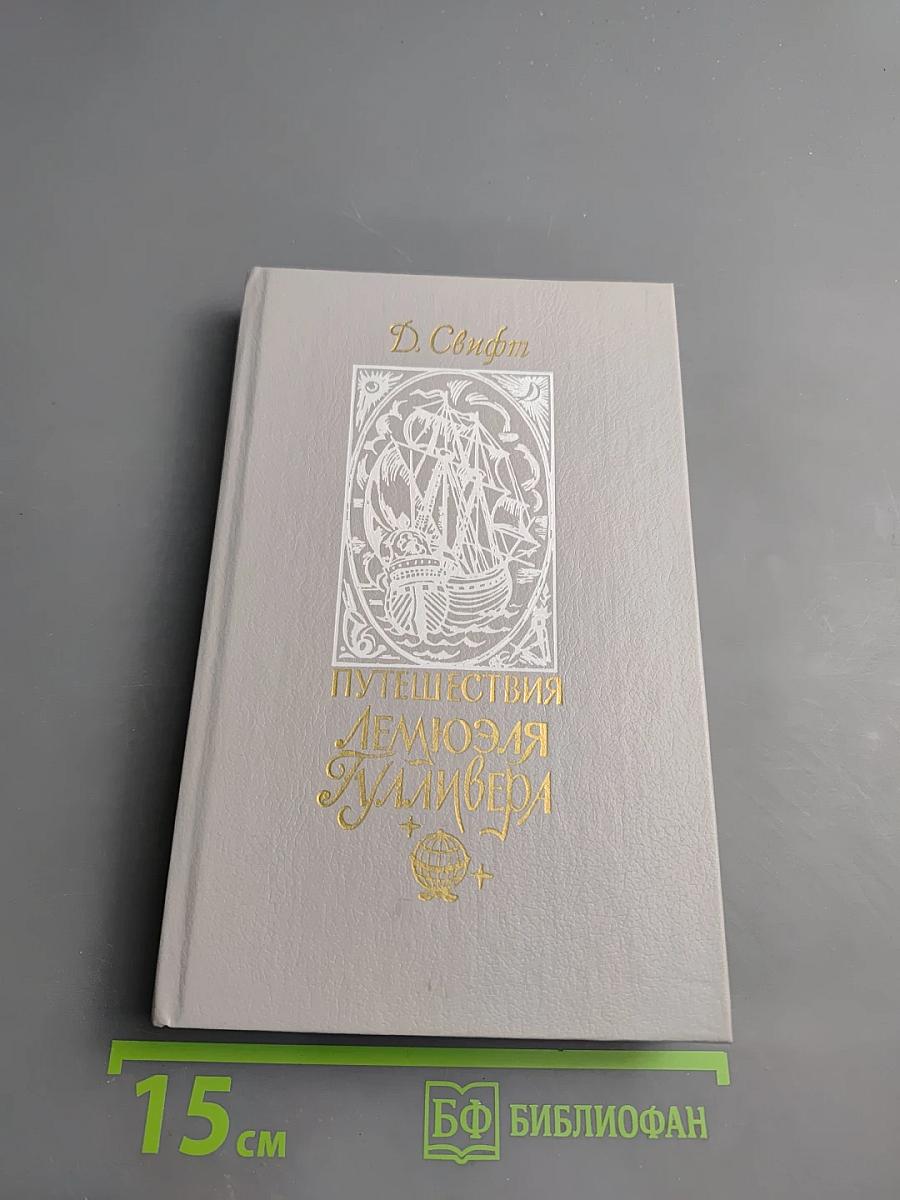 Д. Свифт
ПУТЕШЕСТВИЯ
ЛЕМЮЭЛЯ
ГУЛЛИВЕРА
15 см
БФ БИБЛИОФАН